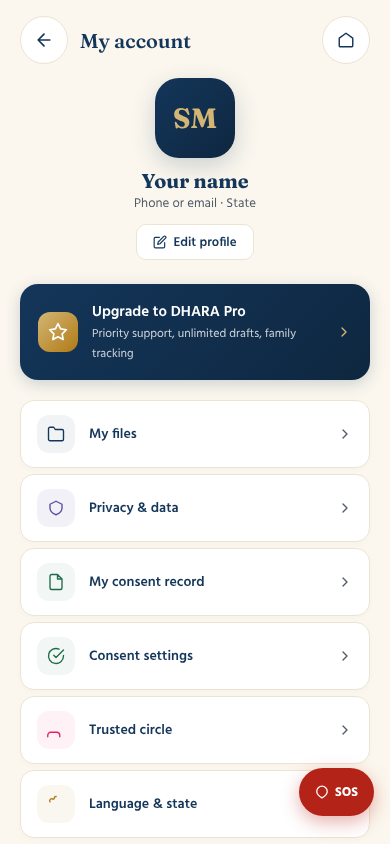 My account
SM
Your name
Phone or email · State
Edit profile
Upgrade to DHARA Pro
Priority support, unlimited drafts, family
tracking
My files
Privacy & data
My consent record
Consent settings
Trusted circle
Language & state
SOS